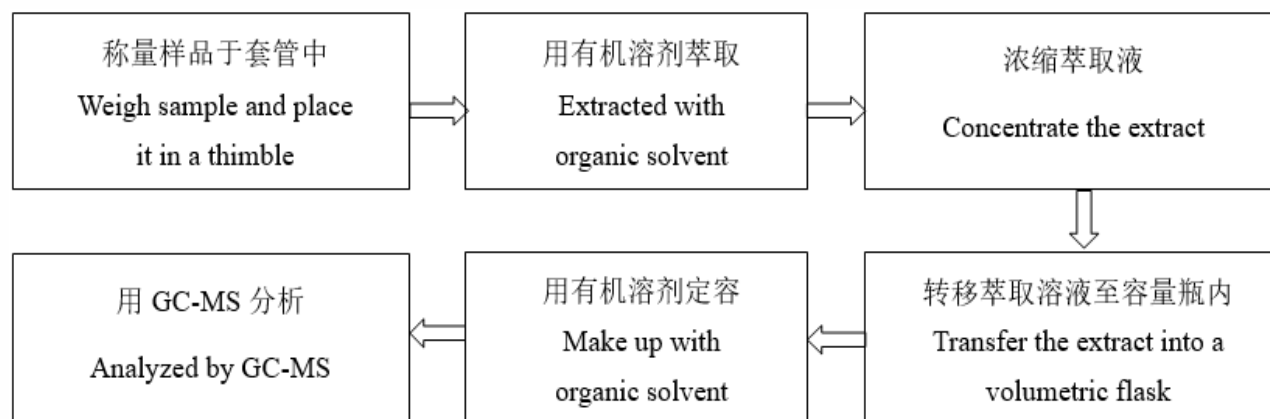 称量样品于套管中
Weigh sample and place
it in a thimble
用有机溶剂萃取
Extracted with
organic solvent
浓缩萃取液
Concentrate the extract
转移萃取溶液至容量瓶内
Transfer the extract into a
volumetric flask
用有机溶剂定容
Make up with
organic solvent
用 GC-MS 分析
Analyzed by GC-MS